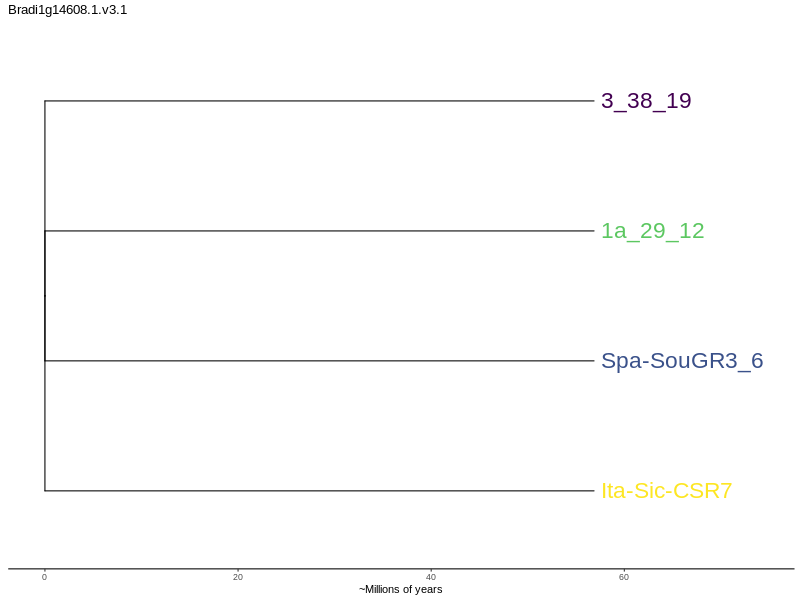 Bradi1g14608.1.v3.1
3_38_19
1a_29_12
Spa-SouGR3_6
Ita-Sic-CSR7
0 20 40 60
~Millions of years